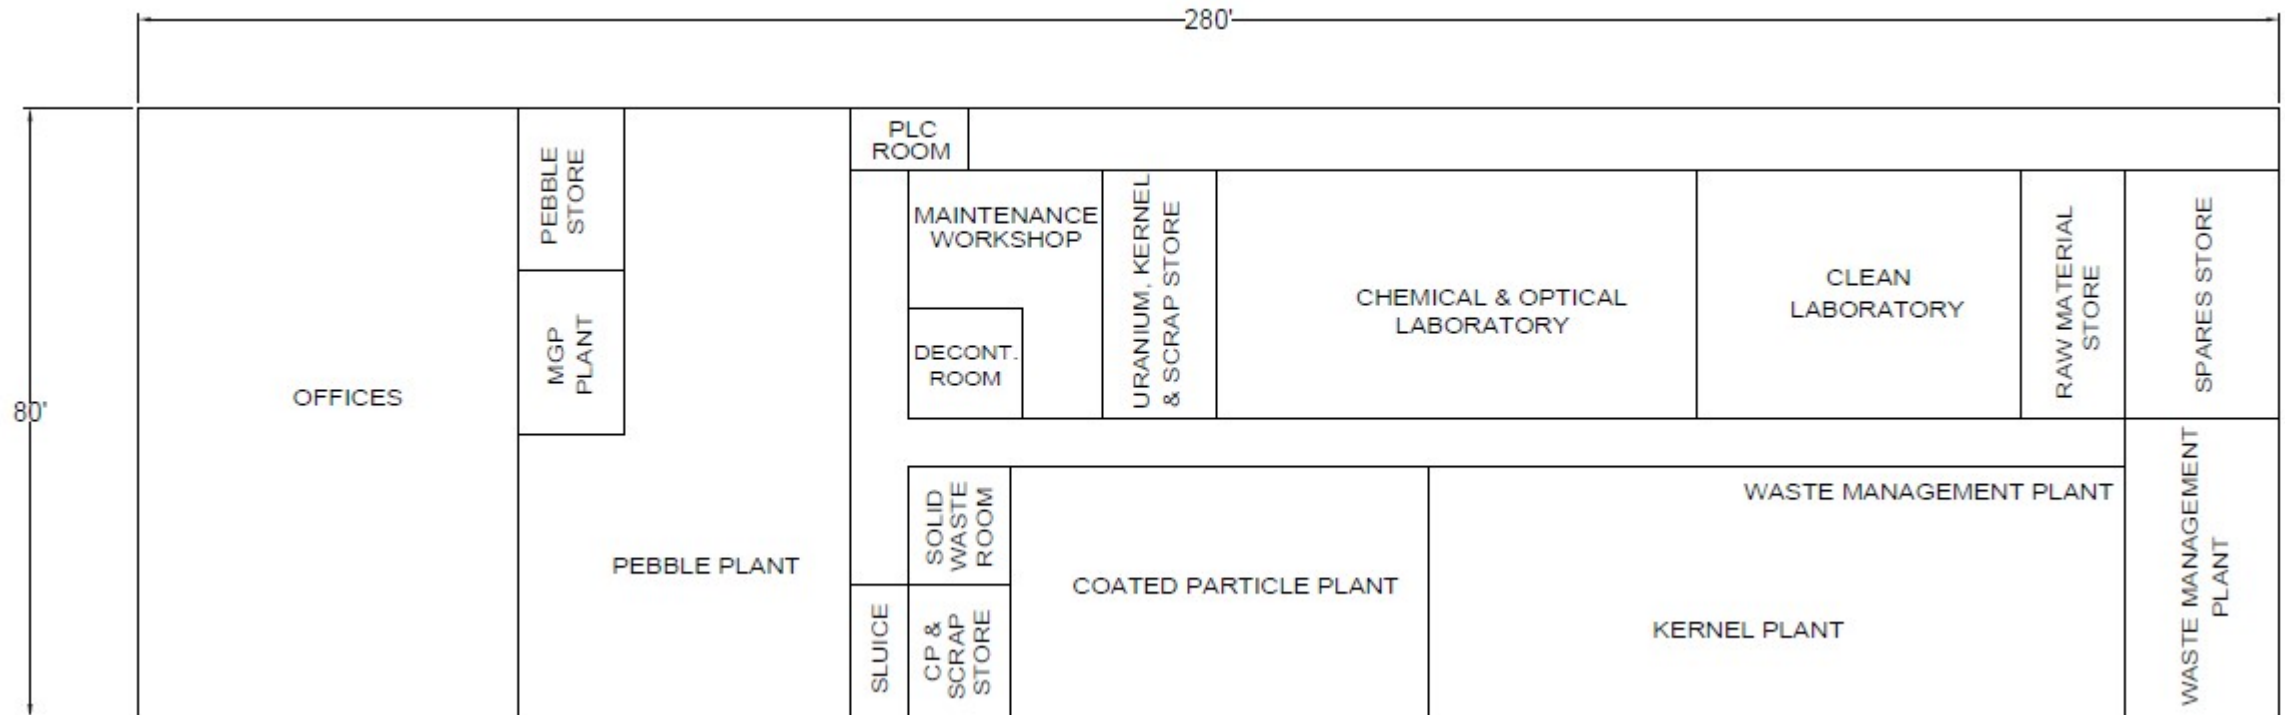 280'
80'
OFFICES
PEBBLE
STORE
MGP
PLANT
PEBBLE PLANT
PLC
ROOM
MAINTENANCE
WORKSHOP
DECONT.
ROOM
URANIUM, KERNEL
& SCRAP STORE
CHEMICAL & OPTICAL
LABORATORY
CLEAN
LABORATORY
RAW MATERIAL
STORE
SPARES STORE
SOLID
WASTE
ROOM
SLUICE
CP &
SCRAP
STORE
COATED PARTICLE PLANT
WASTE MANAGEMENT PLANT
KERNEL PLANT
WASTE MANAGEMENT
PLANT